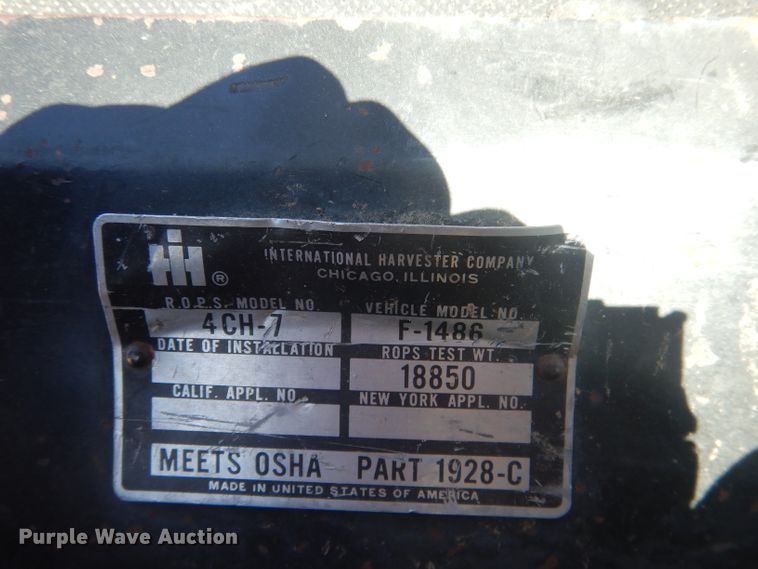 IH ®
INTERNATIONAL HARVESTER COMPANY
CHICAGO, ILLINOIS
R.O.P.S. MODEL NO. VEHICLE MODEL NO.
4CH-7 F-1486
DATE OF INSTALLATION ROPS TEST WT.
18850
CALIF. APPL. NO. NEW YORK APPL. NO.
MEETS OSHA PART 1928-C
MADE IN UNITED STATES OF AMERICA
Purple Wave Auction®